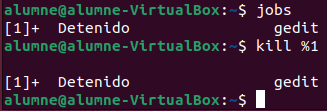 alumne@alumne-VirtualBox:~$ jobs
[1]+  Detenido                gedit
alumne@alumne-VirtualBox:~$ kill %1

[1]+  Detenido                gedit
alumne@alumne-VirtualBox:~$